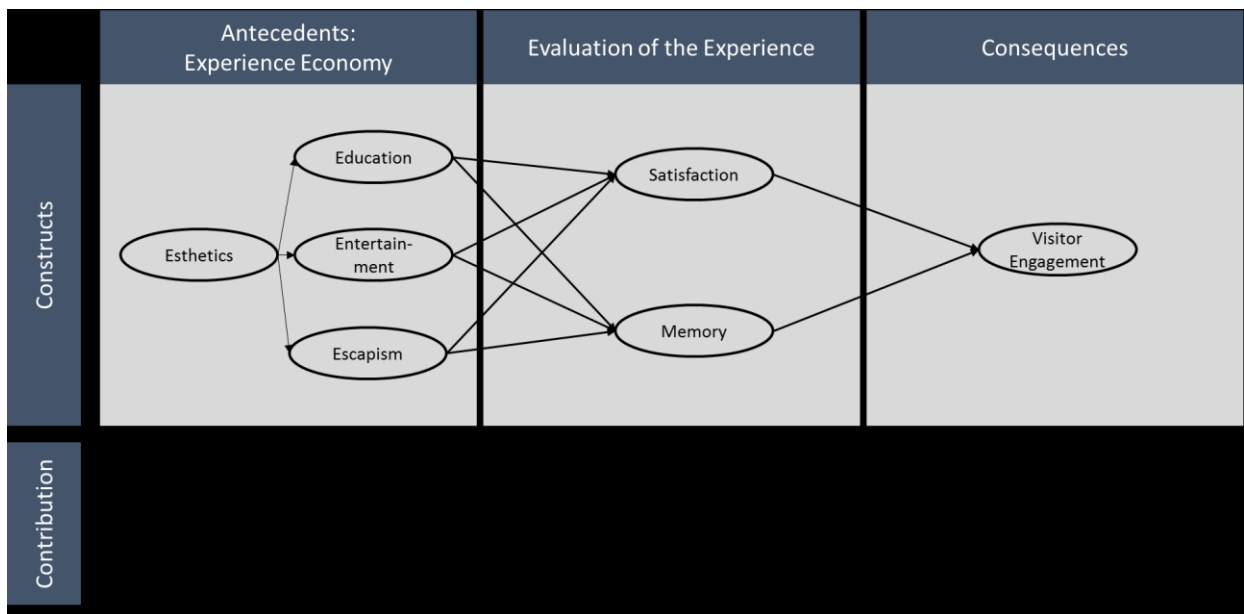 Antecedents:
Experience Economy
Evaluation of the Experience
Consequences
Constructs
Education
Satisfaction
Esthetics
Entertain-
ment
Visitor
Engagement
Escapism
Memory
Contribution